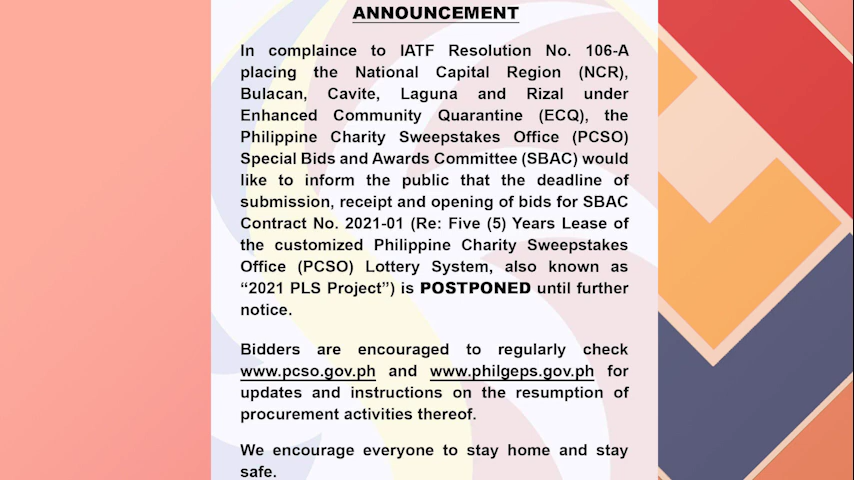 ANNOUNCEMENT
In complaince to IATF Resolution No. 106-A
placing the National Capital Region (NCR),
Bulacan, Cavite, Laguna and Rizal under
Enhanced Community Quarantine (ECQ), the
Philippine Charity Sweepstakes Office (PCSO)
Special Bids and Awards Committee (SBAC) would
like to inform the public that the deadline of
submission, receipt and opening of bids for SBAC
Contract No. 2021-01 (Re: Five (5) Years Lease of
the customized Philippine Charity Sweepstakes
Office (PCSO) Lottery System, also known as
“2021 PLS Project”) is POSTPONED until further
notice.
Bidders are encouraged to regularly check
www.pcso.gov.ph and www.philgeps.gov.ph for
updates and instructions on the resumption of
procurement activities thereof.
We encourage everyone to stay home and stay
safe.